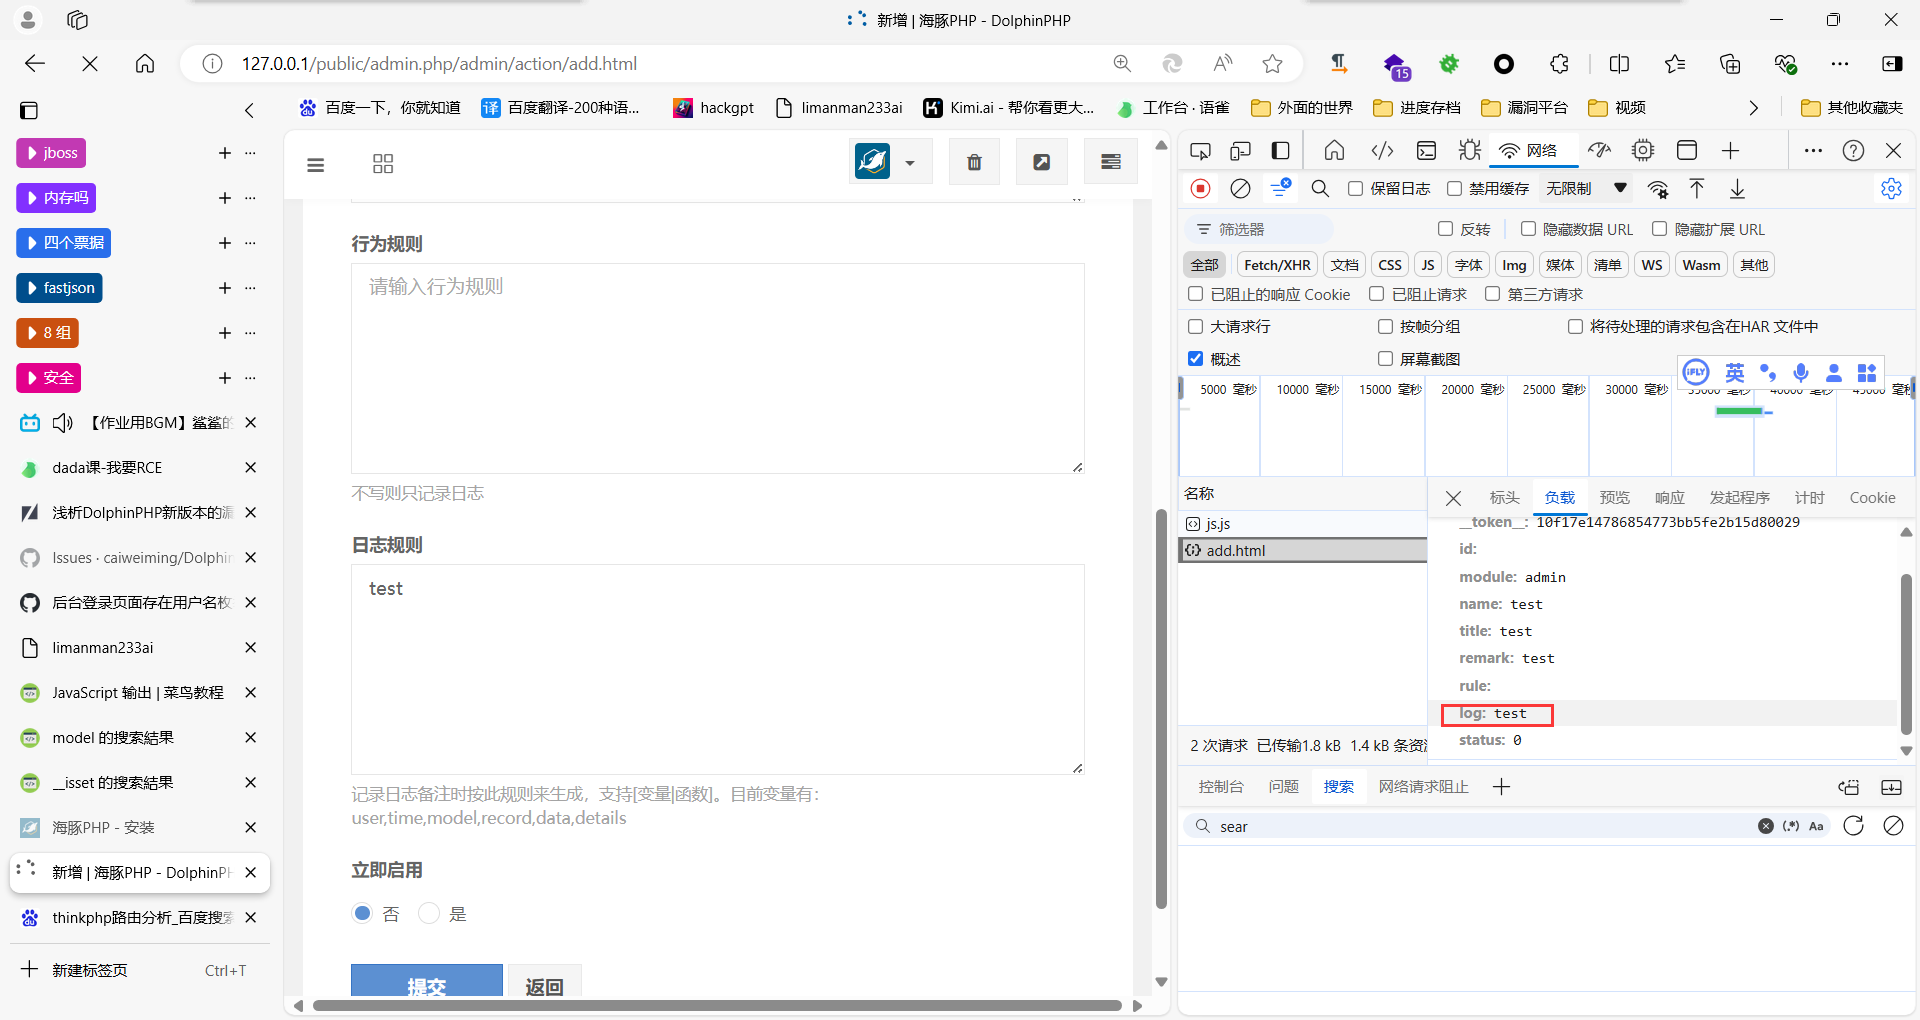 新增 | 海豚PHP - DolphinPHP
127.0.0.1/public/admin.php/admin/action/add.html
15
百度一下，你就知道
译 百度翻译-200种语...
hackgpt
limanman233ai
Kimi.ai - 帮你看更大...
工作台 · 语雀
外面的世界
进度存档
漏洞平台
视频
其他收藏夹
jboss
内存吗
四个票据
fastjson
8 组
安全
【作业用BGM】鲨鲨的
dada课-我要RCE
浅析DolphinPHP新版本的漏
Issues · caiweiming/Dolphin
后台登录页面存在用户名枚
limanman233ai
JavaScript 输出 | 菜鸟教程
model 的搜索結果
__isset 的搜索結果
海豚PHP - 安装
新增 | 海豚PHP - DolphinPH
thinkphp路由分析_百度搜索
新建标签页 Ctrl+T
行为规则
请输入行为规则
不写则只记录日志
日志规则
test
记录日志备注时按此规则来生成，支持[变量|函数]。目前变量有：
user,time,model,record,data,details
立即启用
否 是
提交 返回
网络
保留日志 禁用缓存 无限制
筛选器 反转 隐藏数据 URL 隐藏扩展 URL
全部 Fetch/XHR 文档 CSS JS 字体 Img 媒体 清单 WS Wasm 其他
已阻止的响应 Cookie 已阻止请求 第三方请求
大请求行 按帧分组 将待处理的请求包含在HAR 文件中
概述 屏幕截图
iFLY 英
5000 毫秒 10000 毫秒 15000 毫秒 20000 毫秒 25000 毫秒 30000 毫秒 35000 毫秒 40000 毫秒 45000 毫秒
名称
js.js
add.html
2 次请求 已传输1.8 kB 1.4 kB 条资源
标头 负载 预览 响应 发起程序 计时 Cookie
__token__: 10f17e14786854773bb5fe2b15d80029
id:
module: admin
name: test
title: test
remark: test
rule:
log: test
status: 0
控制台 问题 搜索 网络请求阻止
sear
(.*) Aa